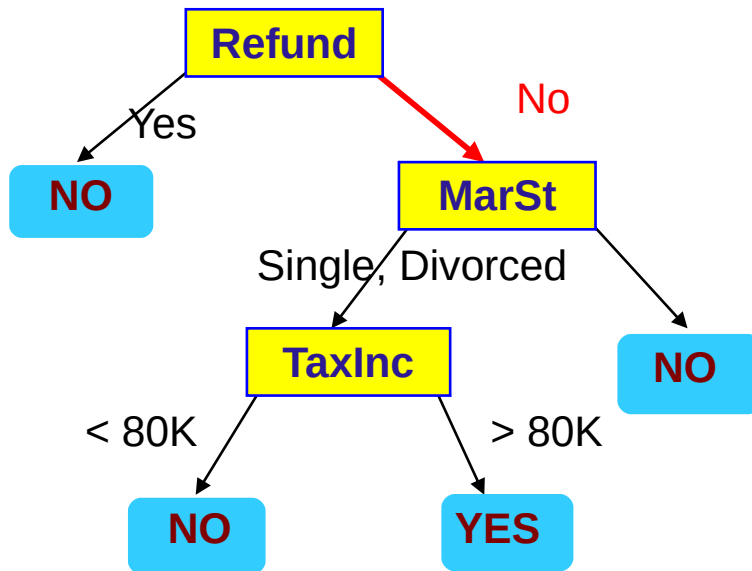 Refund
No
Yes
NO
MarSt
Single, Divorced
TaxInc
NO
< 80K
> 80K
NO
YES